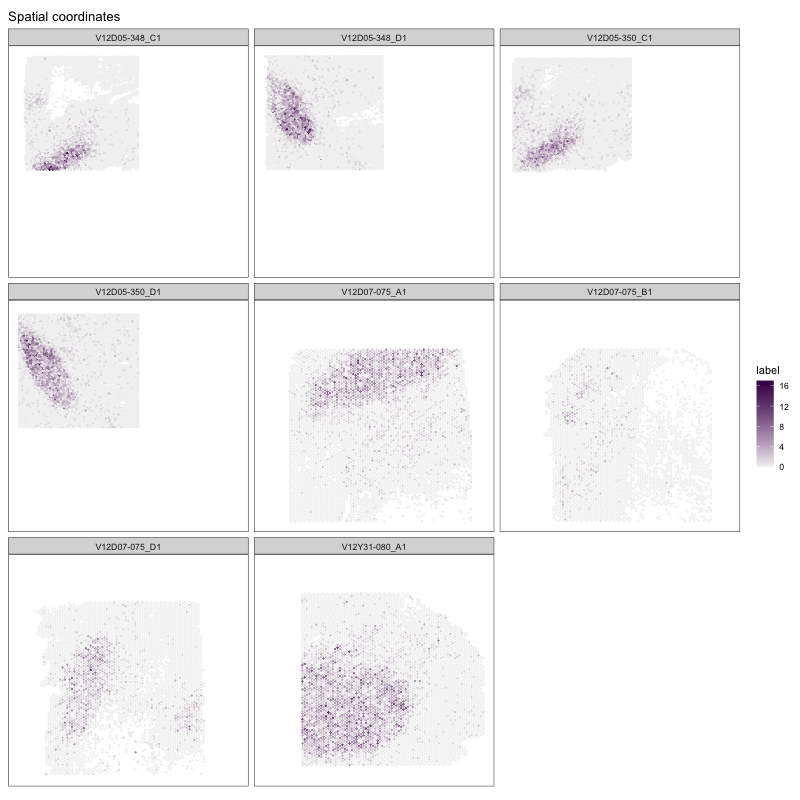 Spatial coordinates
V12D05-348_C1
V12D05-348_D1
V12D05-350_C1
V12D05-350_D1
V12D07-075_A1
V12D07-075_B1
label
16
12
8
4
0
V12D07-075_D1
V12Y31-080_A1